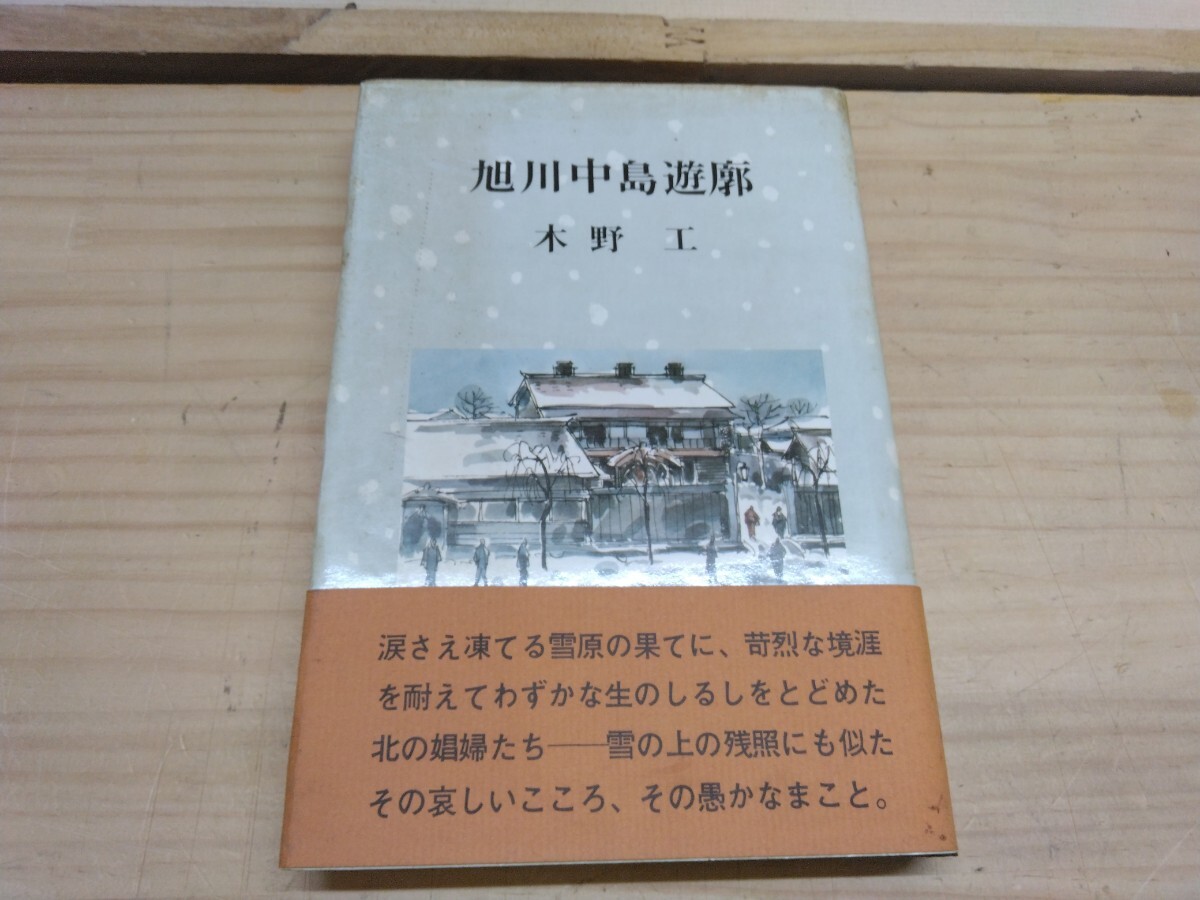 旭川中島遊廓
木野 工
涙さえ凍てる雪原の果てに、苛烈な境涯
を耐えてわずかな生のしるしをとどめた
北の娼婦たち――雪の上の残照にも似た
その哀しいこころ、その愚かなまこと。